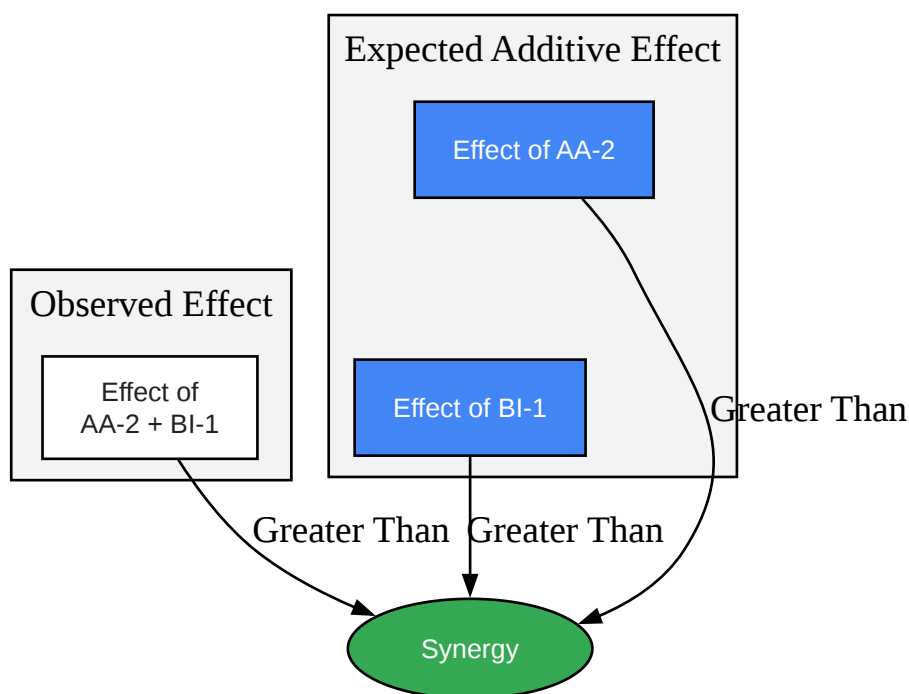 Expected Additive Effect
Effect of AA-2
Observed Effect
Effect of
AA-2 + BI-1
Effect of BI-1
Greater Than
Greater Than
Greater Than
Synergy